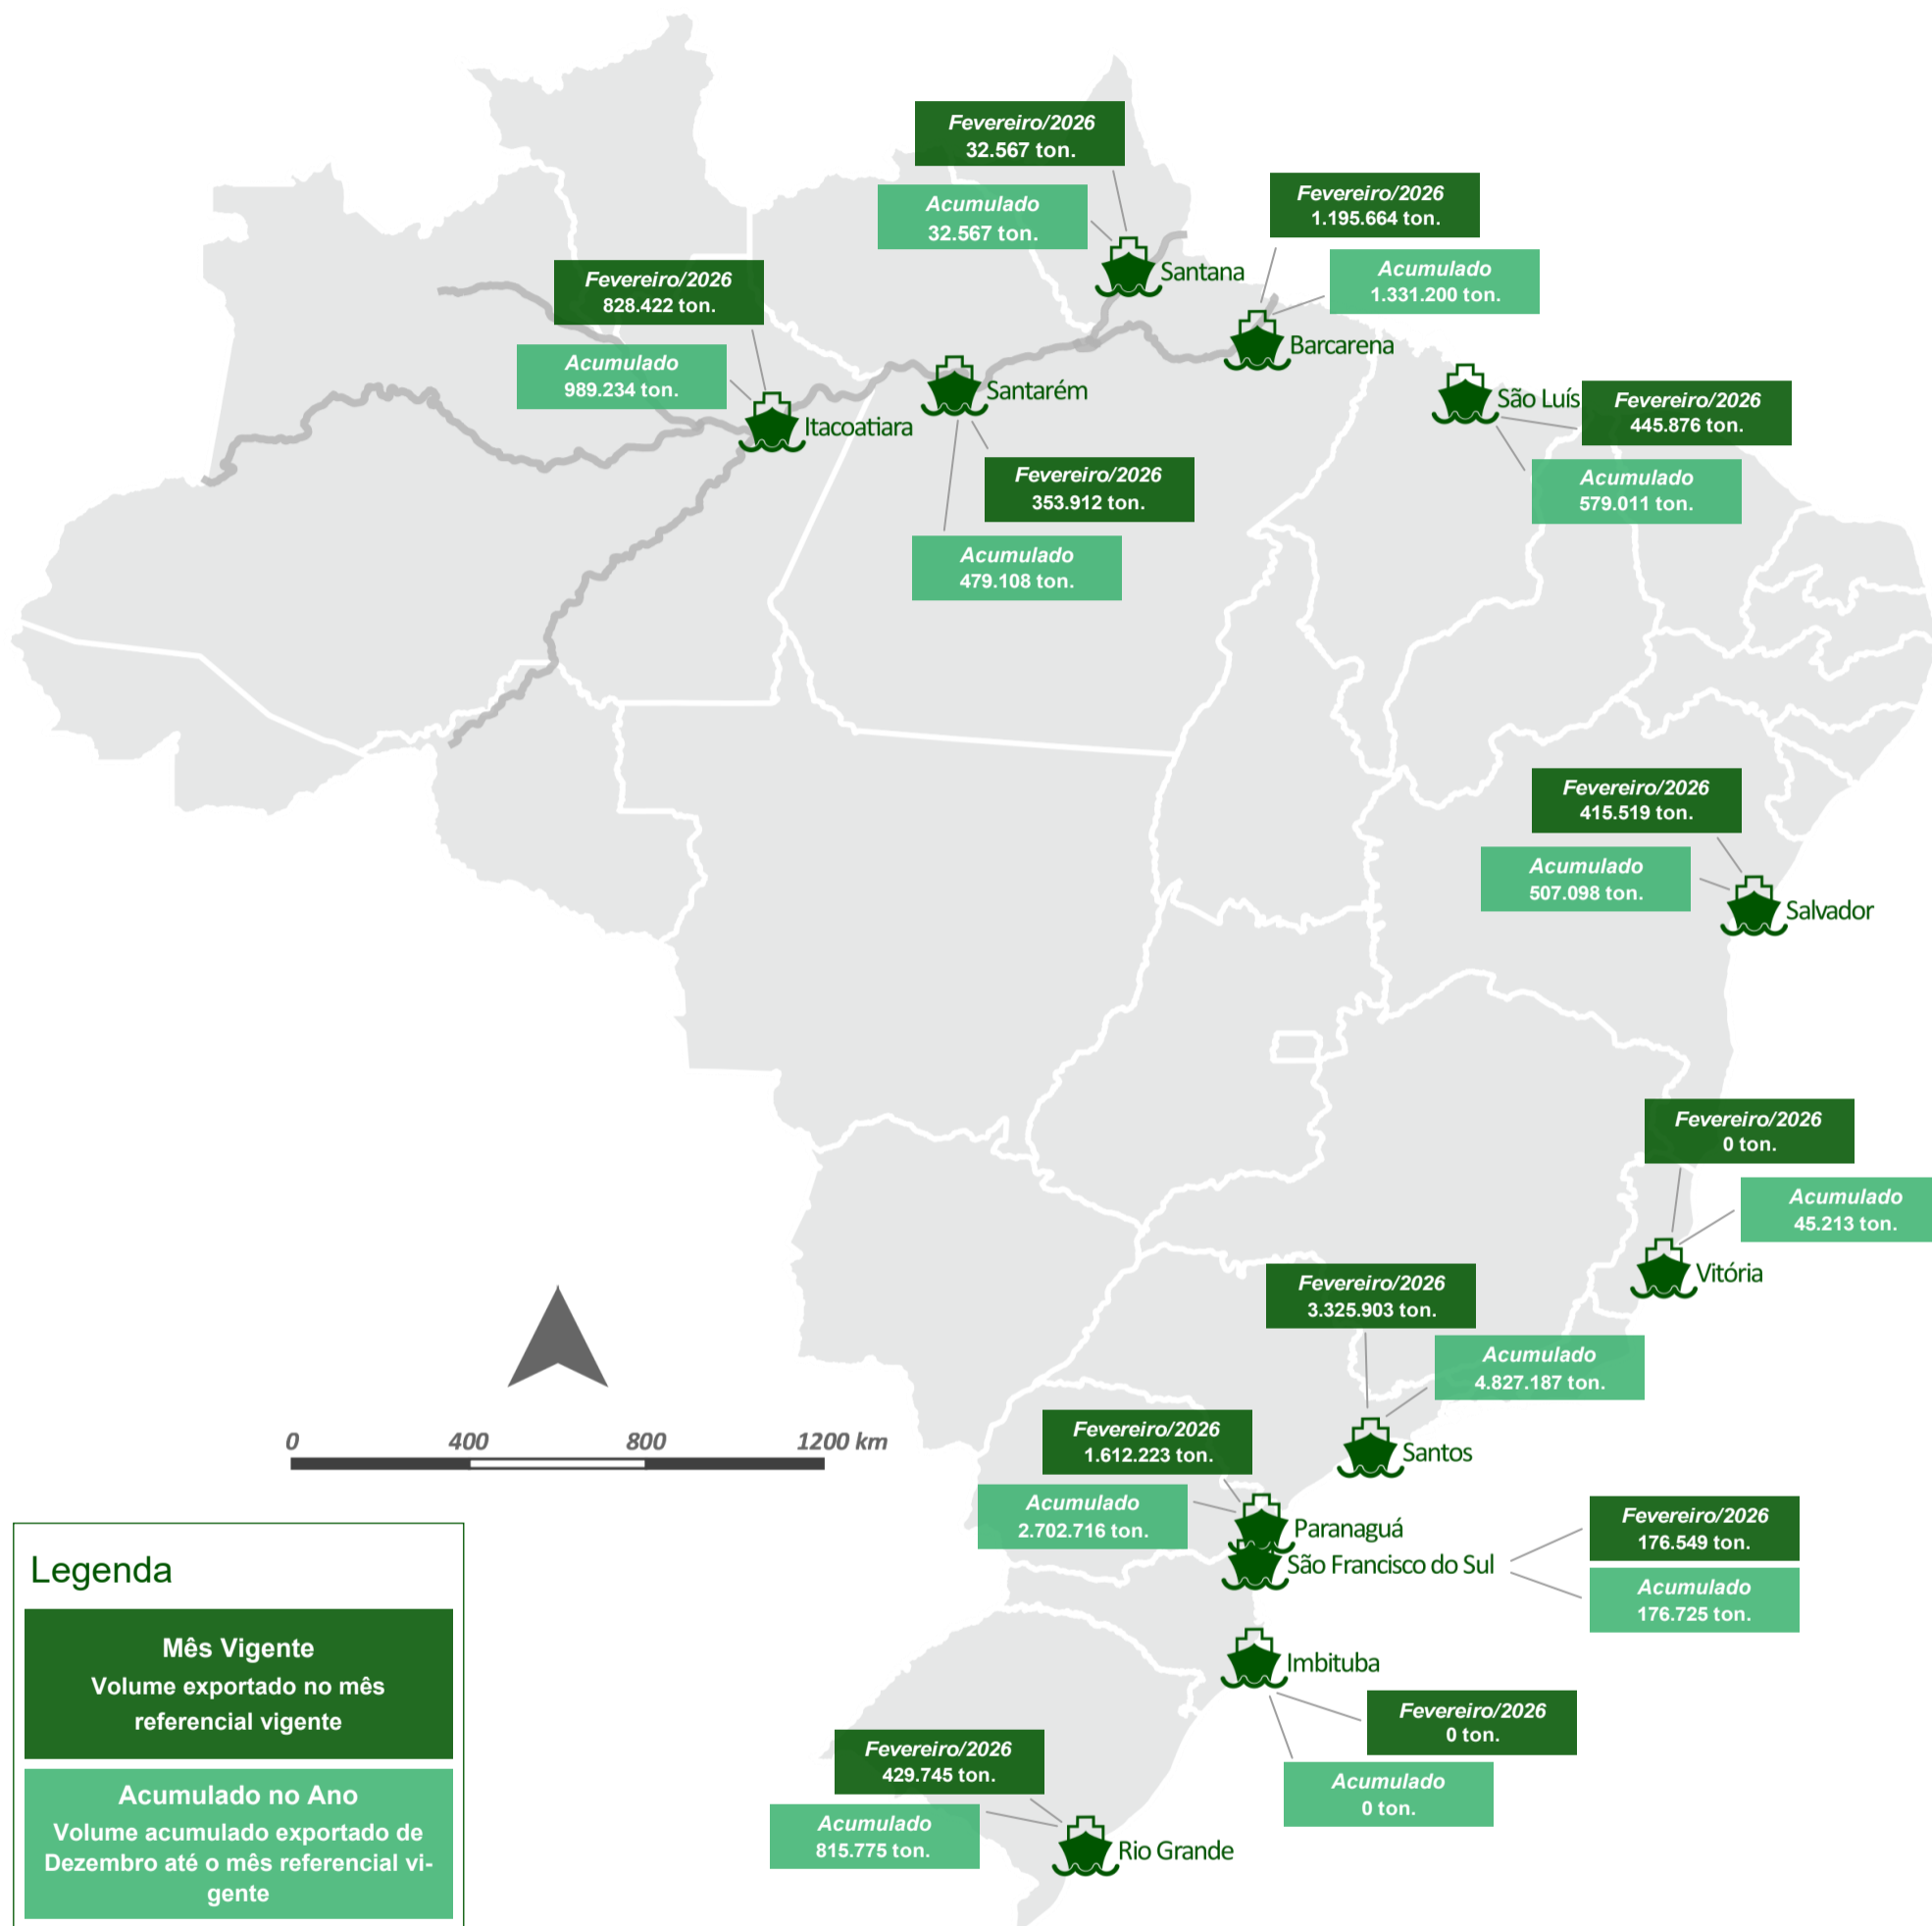 Fevereiro/2026
32.567 ton.
Acumulado
32.567 ton.
Santana
Fevereiro/2026
1.195.664 ton.
Acumulado
1.331.200 ton.
Barcarena
Fevereiro/2026
828.422 ton.
Acumulado
989.234 ton.
Itacoatiara
Santarém
Fevereiro/2026
353.912 ton.
Acumulado
479.108 ton.
São Luís
Fevereiro/2026
445.876 ton.
Acumulado
579.011 ton.
Fevereiro/2026
415.519 ton.
Acumulado
507.098 ton.
Salvador
Fevereiro/2026
0 ton.
Acumulado
45.213 ton.
Vitória
Fevereiro/2026
3.325.903 ton.
Acumulado
4.827.187 ton.
Santos
Fevereiro/2026
1.612.223 ton.
Acumulado
2.702.716 ton.
Paranaguá
São Francisco do Sul
Fevereiro/2026
176.549 ton.
Acumulado
176.725 ton.
Imbituba
Fevereiro/2026
0 ton.
Acumulado
0 ton.
Fevereiro/2026
429.745 ton.
Acumulado
815.775 ton.
Rio Grande
0 400 800 1200 km
Legenda
Mês Vigente
Volume exportado no mês
referencial vigente
Acumulado no Ano
Volume acumulado exportado de
Dezembro até o mês referencial vi-
gente